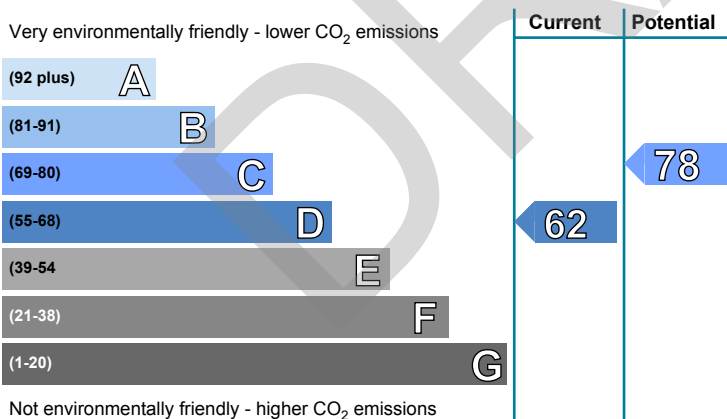 Current Potential
Very environmentally friendly - lower CO2 emissions
(92 plus) A
(81-91) B
(69-80) C
78
(55-68) D
62
(39-54 E
(21-38) F
(1-20) G
Not environmentally friendly - higher CO2 emissions